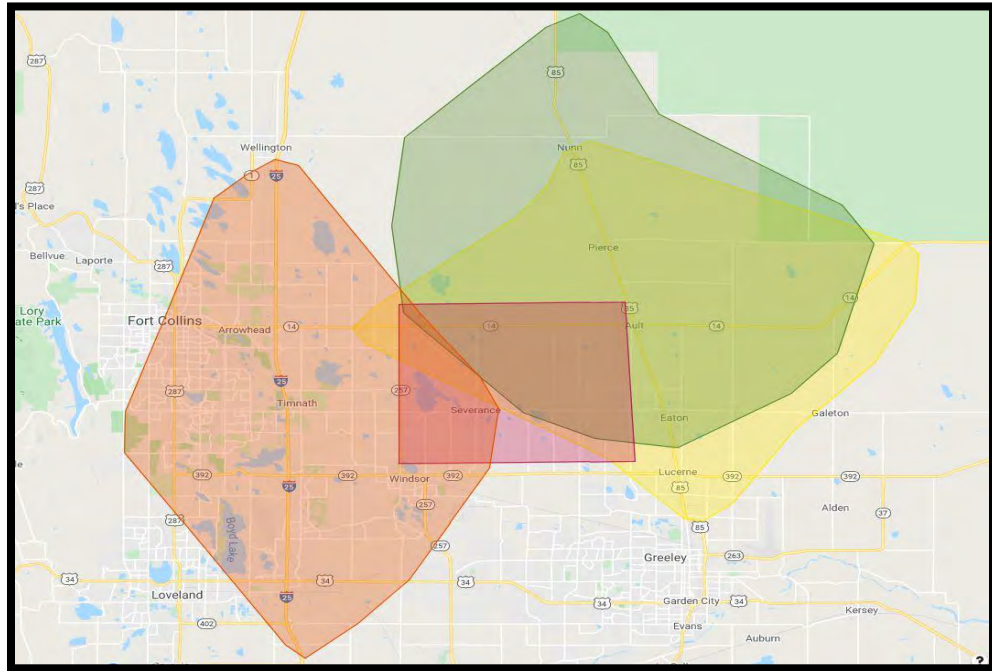 287
85
Wellington
Nunn
85
1
25
287
l's Place
Bellvue
Laporte
287
Pierce
Lory
ate Park
Fort Collins
Arrowhead
14
14
85
Ault
14
14
287
25
257
Timnath
Severance
Eaton
Galeton
le
392
392
Windsor
392
Lucerne
392
392
25
257
85
Alden
37
287
Boyd Lake
257
85
263
Greeley
34
34
34
Loveland
25
34
Garden City
34
Kersey
402
Evans
Auburn
?